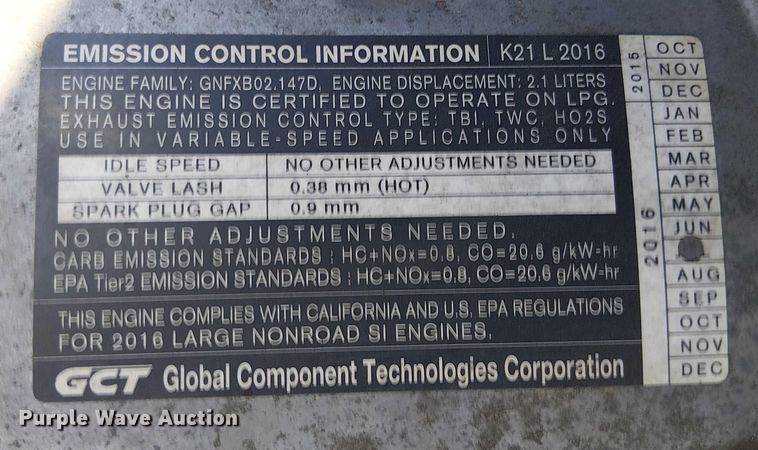 EMISSION CONTROL INFORMATION K21 L 2016
ENGINE FAMILY: GNFXB02.147D, ENGINE DISPLACEMENT: 2.1 LITERS
THIS ENGINE IS CERTIFIED TO OPERATE ON LPG.
EXHAUST EMISSION CONTROL TYPE: TBI, TWC, HO2S
USE IN VARIABLE-SPEED APPLICATIONS ONLY
IDLE SPEED NO OTHER ADJUSTMENTS NEEDED
VALVE LASH 0.38 mm (HOT)
SPARK PLUG GAP 0.9 mm
NO OTHER ADJUSTMENTS NEEDED.
CARB EMISSION STANDARDS : HC+NOx=0.8, CO=20.6 g/kW-hr
EPA Tier2 EMISSION STANDARDS : HC+NOx=0.8, CO=20.6 g/kW-hr
THIS ENGINE COMPLIES WITH CALIFORNIA AND U.S. EPA REGULATIONS
FOR 2016 LARGE NONROAD SI ENGINES.
GCT Global Component Technologies Corporation
2015
OCT
NOV
DEC
2016
JAN
FEB
MAR
APR
MAY
JUN
AUG
SEP
OCT
NOV
DEC
Purple Wave Auction